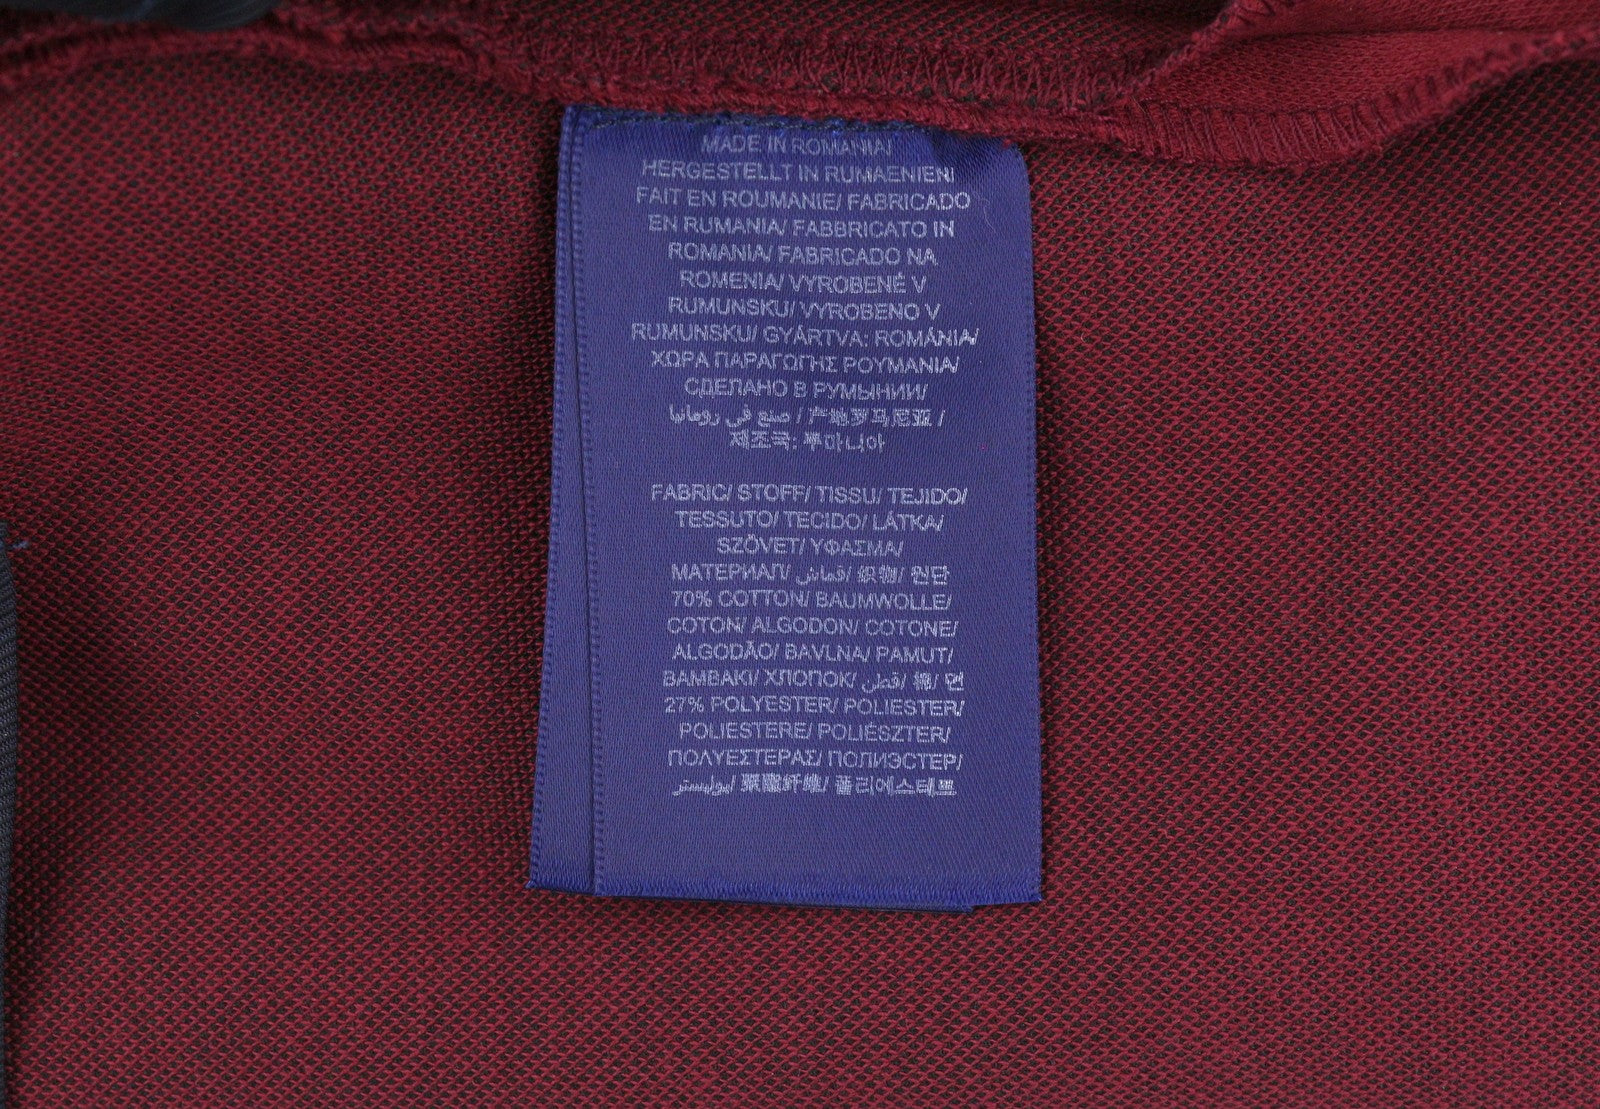 MADE IN ROMANIA/
HERGESTELLT IN RUMAENIEN/
FAIT EN ROUMANIE/ FABRICADO
EN RUMANIA/ FABBRICATO IN
ROMANIA/ FABRICADO NA
ROMENIA/ VYROBENÉ V
RUMUNSKU/ VYROBENO V
RUMUNSKU/ GYÁRTVA: ROMÁNIA/
ΧΩΡΑ ΠΑΡΑΓΩΓΗΣ ΡΟΥΜΑΝΙΑ/
СДЕЛАНО В РУМЫНИИ/
صنع في رومانيا / 产地罗马尼亚 /
제조국: 루마니아
FABRIC/ STOFF/ TISSU/ TEJIDO/
TESSUTO/ TECIDO/ LÁTKA/
SZÖVET/ ΥΦΑΣΜΑ/
МАТЕРИАЛ/ قماش/ 织物/ 원단
70% COTTON/ BAUMWOLLE/
COTON/ ALGODON/ COTONE/
ALGODÃO/ BAVLNA/ PAMUT/
BAMBAKI/ ХЛОПОК/ قطن/ 棉/ 면
27% POLYESTER/ POLIESTER/
POLIESTERE/ POLIÉSZTER/
ΠΟΛΥΕΣΤΕΡΑΣ/ ПОЛИЭСТЕР/
بوليستر/ 聚酯纤维/ 폴리에스테르